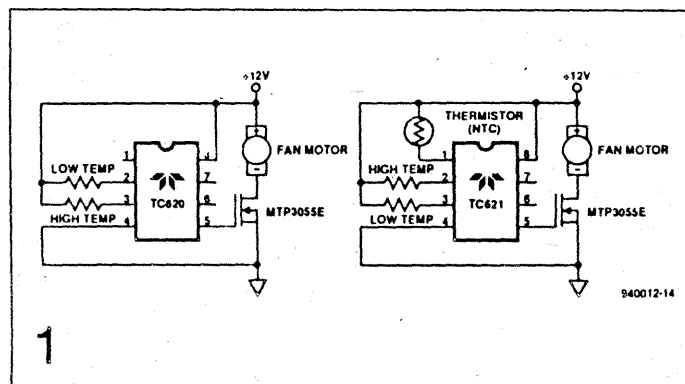 +12V
LOW TEMP
HIGH TEMP
1
2
3
4
7
6
5
TC620
FAN MOTOR
+
-
MTP3055E
+12V
THERMISTOR
(NTC)
HIGH TEMP
LOW TEMP
1
2
3
4
8
7
6
5
TC621
FAN MOTOR
+
-
MTP3055E
940012-14
1